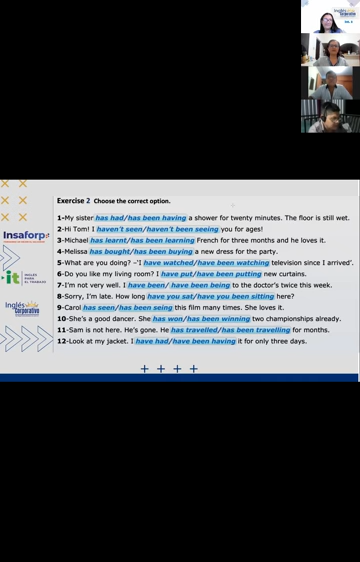 Inglés
Corporativo
Exercise 2 Choose the correct option.
1-My sister has had/has been having a shower for twenty minutes. The floor is still wet.
2-Hi Tom! I haven't seen/haven't been seeing you for ages!
3-Michael has learnt/has been learning French for three months and he loves it.
4-Melissa has bought/has been buying a new dress for the party.
5-What are you doing? –'I have watched/have been watching television since I arrived'.
6-Do you like my living room? I have put/have been putting new curtains.
7-I'm not very well. I have been/ have been being to the doctor's twice this week.
8-Sorry, I'm late. How long have you sat/have you been sitting here?
9-Carol has seen/has been seing this film many times. She loves it.
10-She's a good dancer. She has won/has been winning two championships already.
11-Sam is not here. He's gone. He has travelled/has been travelling for months.
12-Look at my jacket. I have had/have been having it for only three days.
Insaforp
it
INGLÉS
PARA
EL TRABAJO
Inglés
Corporativo